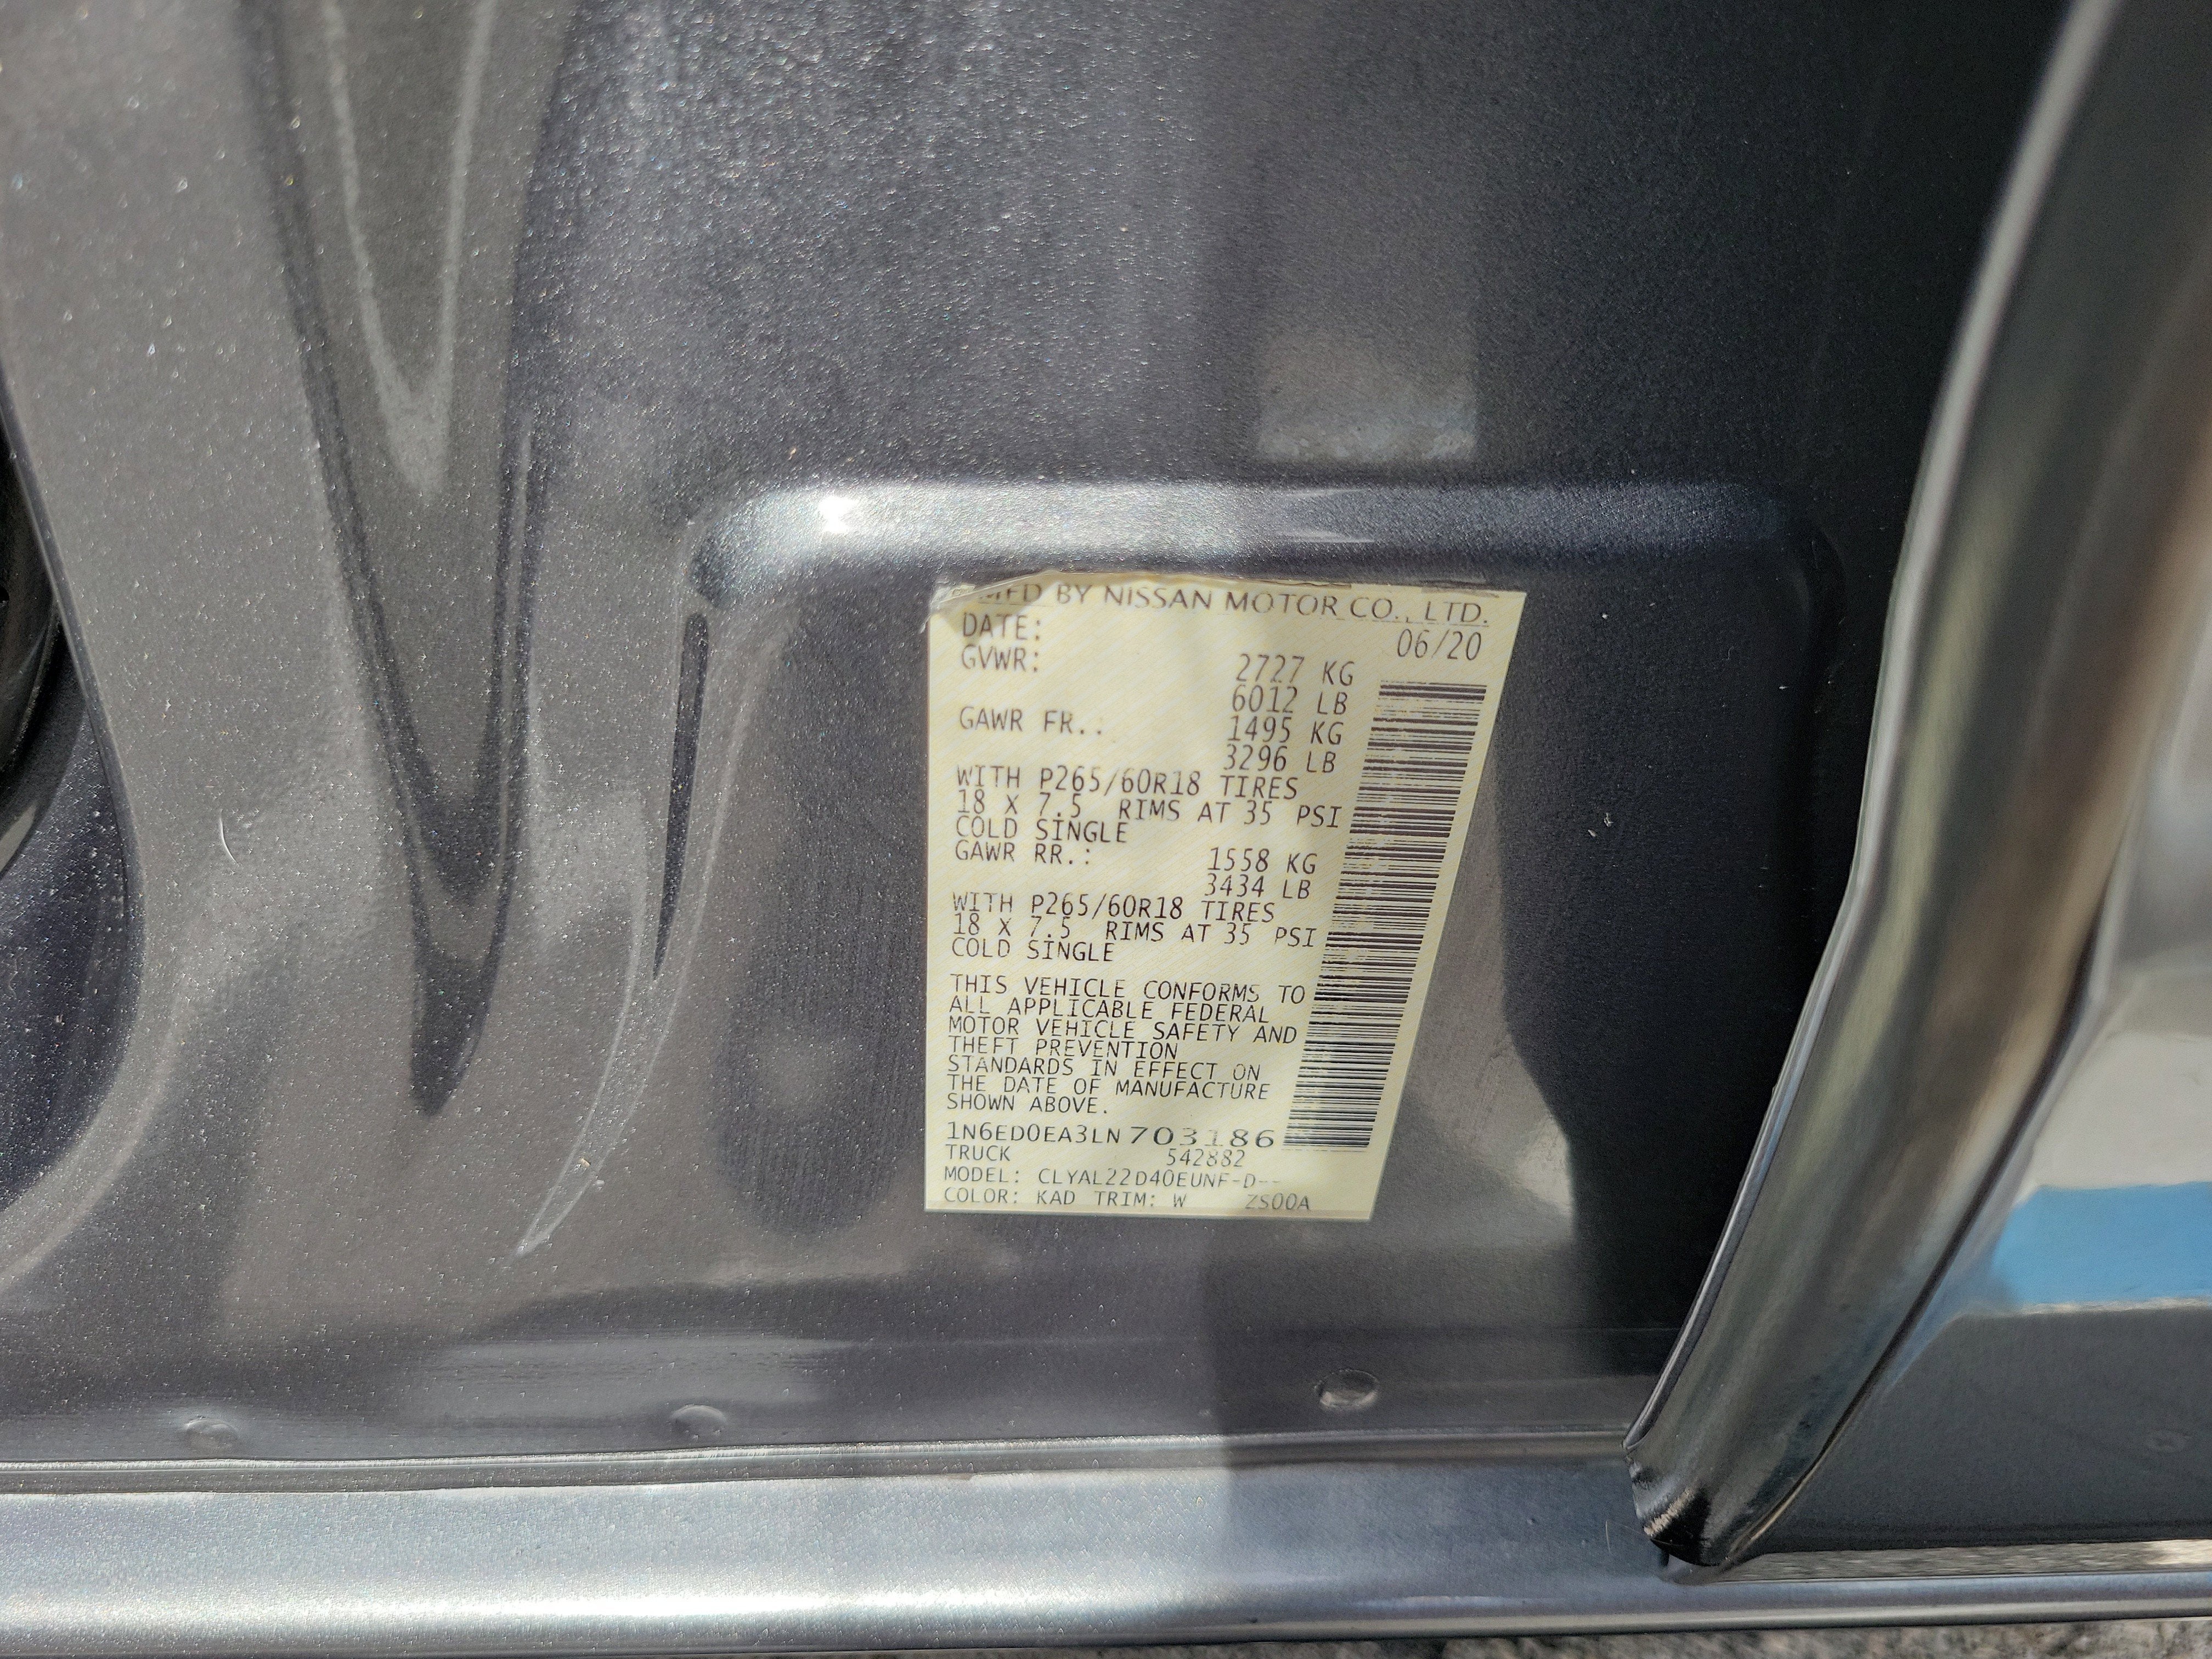 MFD BY NISSAN MOTOR CO., LTD.
DATE: 06/20
GVWR: 2727 KG
6012 LB
GAWR FR.: 1495 KG
3296 LB
WITH P265/60R18 TIRES
18 X 7.5 RIMS AT 35 PSI
COLD SINGLE
GAWR RR.: 1558 KG
3434 LB
WITH P265/60R18 TIRES
18 X 7.5 RIMS AT 35 PSI
COLD SINGLE
THIS VEHICLE CONFORMS TO
ALL APPLICABLE FEDERAL
MOTOR VEHICLE SAFETY AND
THEFT PREVENTION
STANDARDS IN EFFECT ON
THE DATE OF MANUFACTURE
SHOWN ABOVE.
1N6ED0EA3LN703186
TRUCK 542882
MODEL: CLYAL22D40EUNF-D--
COLOR: KAD TRIM: W ZS00A